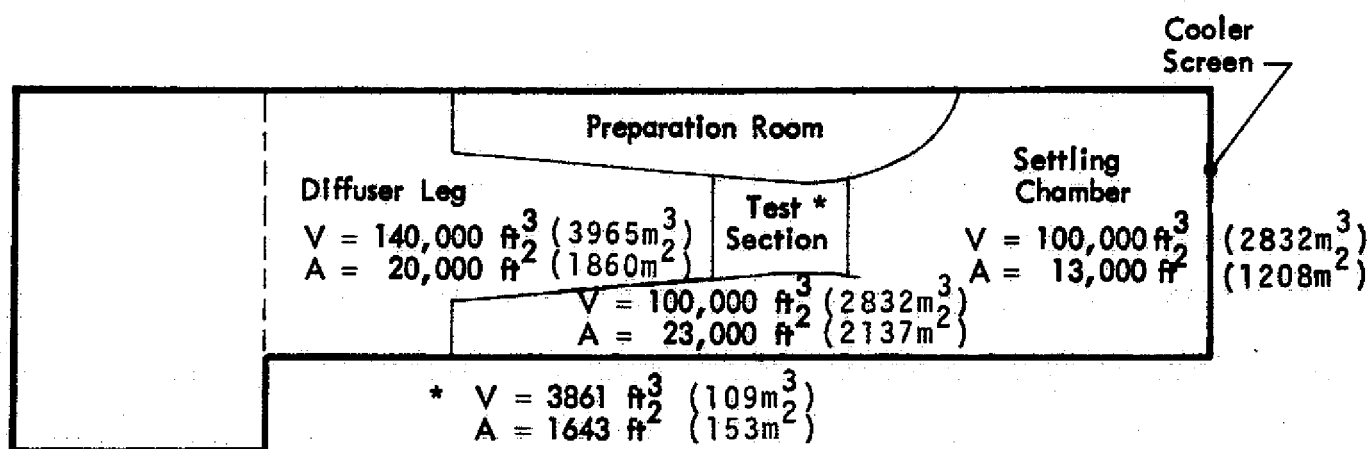 Cooler
Screen
Preparation Room
Diffuser Leg
V = 140,000 ft³ (3965m³)
A = 20,000 ft² (1860m²)
Test *
Section
Settling
Chamber
V = 100,000 ft³ (2832m³)
A = 13,000 ft² (1208m²)
V = 100,000 ft³ (2832m³)
A = 23,000 ft² (2137m²)
* V = 3861 ft³ (109m³)
A = 1643 ft² (153m²)